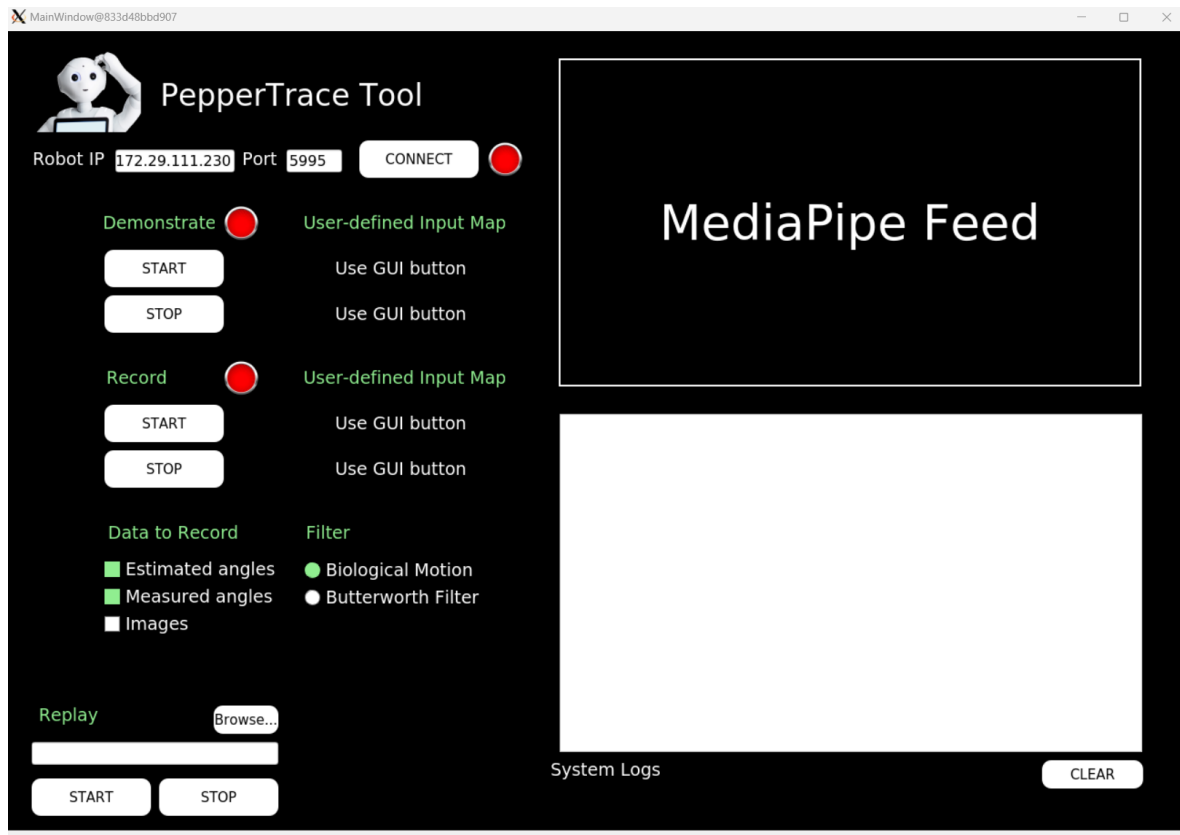 MainWindow@833d48bbd907
PepperTrace Tool
Robot IP 172.29.111.230 Port 5995 CONNECT
Demonstrate User-defined Input Map
START Use GUI button
STOP Use GUI button
Record User-defined Input Map
START Use GUI button
STOP Use GUI button
Data to Record Filter
Estimated angles Biological Motion
Measured angles Butterworth Filter
Images
Replay Browse...
START STOP
MediaPipe Feed
System Logs CLEAR